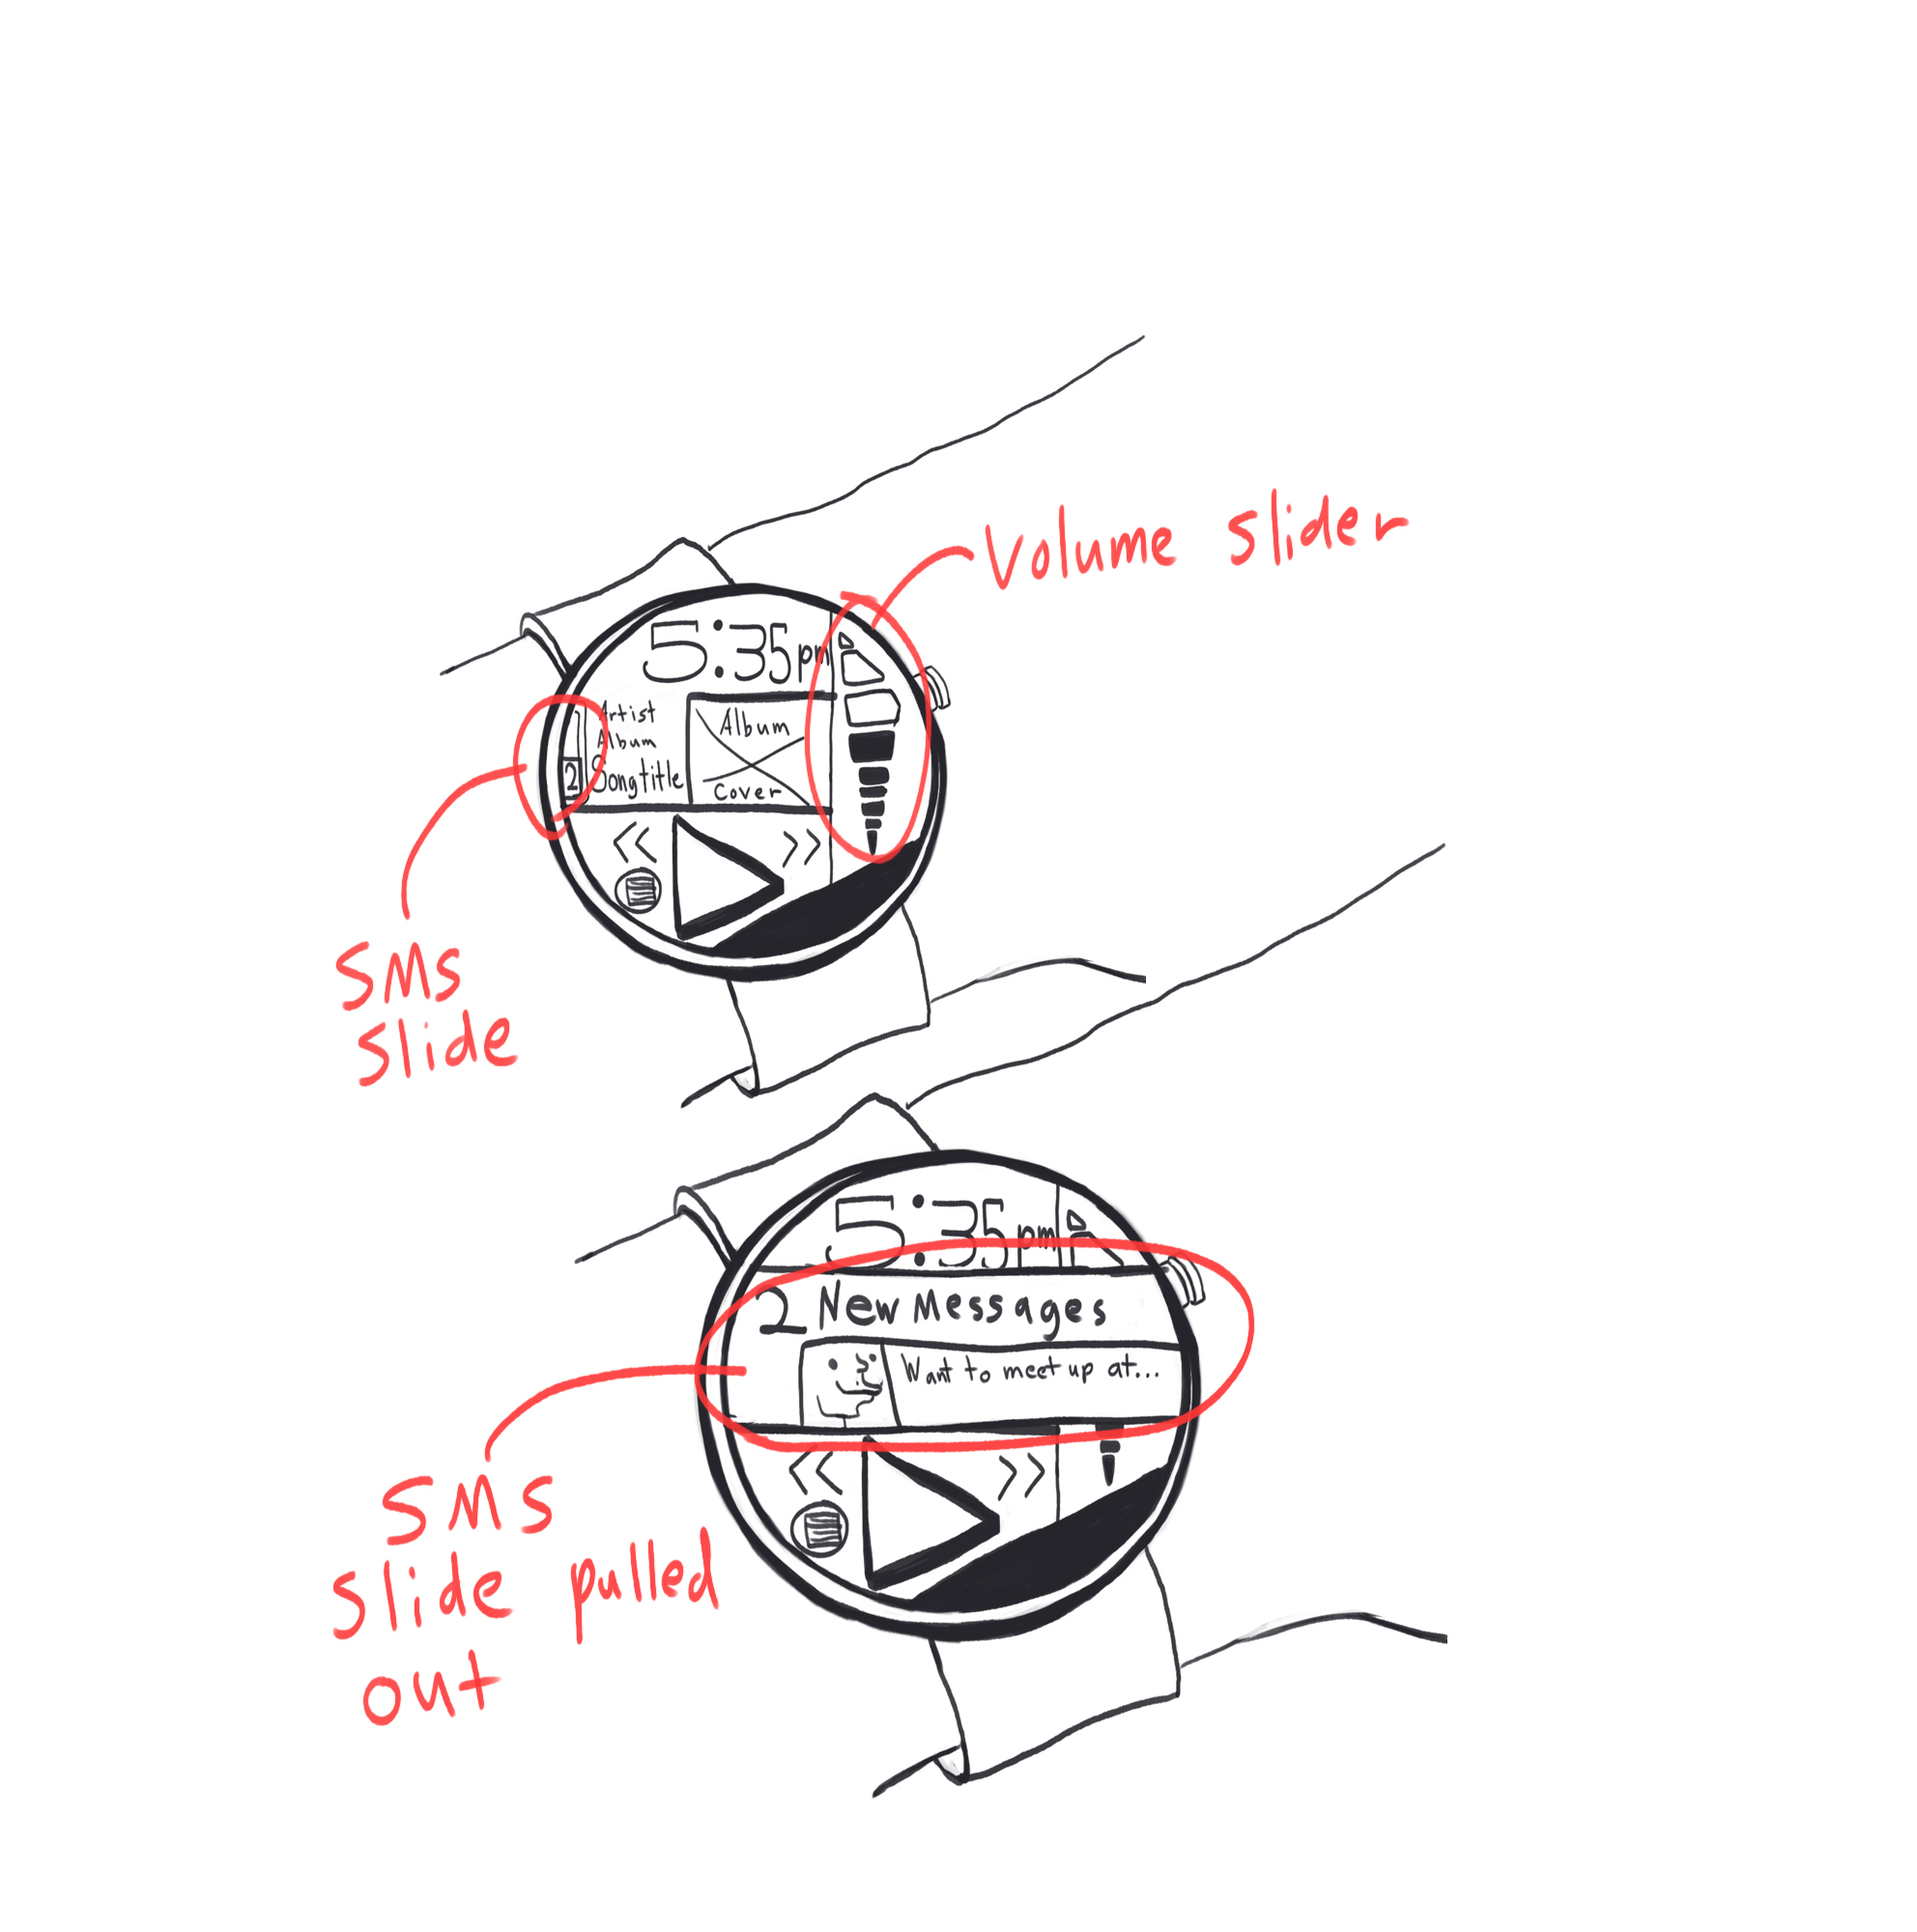 Volume slider
5:35pm
Artist
Album
Songtitle
2
Album
cover
<<
>>
SMS
slide
5:35pm
2 New Messages
Want to meet up at...
<<
>>
SMS
slide pulled
out